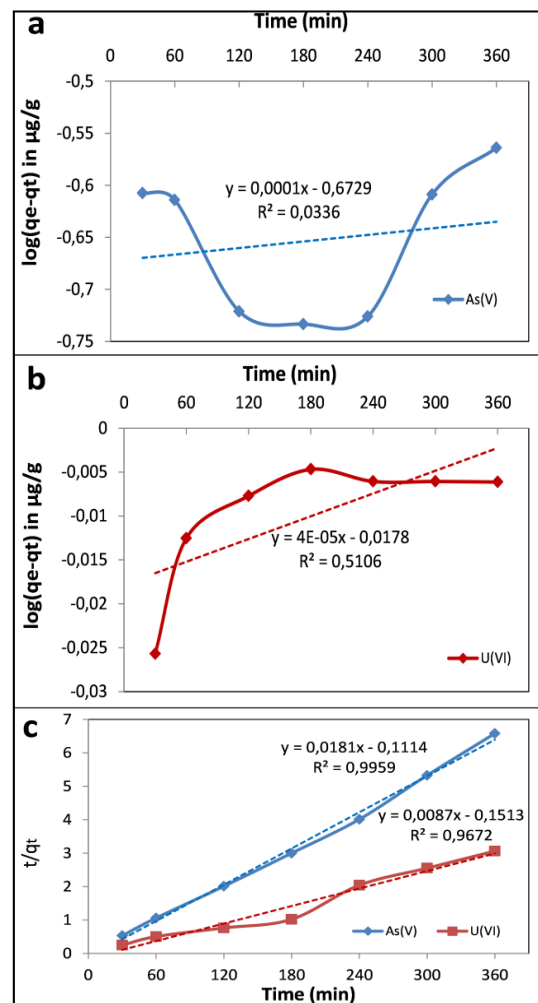 a
Time (min)
0 60 120 180 240 300 360
-0,5
-0,55
-0,6
-0,65
-0,7
-0,75
log(qe-qt) in µg/g
y = 0,0001x - 0,6729
R² = 0,0336
As(V)
b
Time (min)
0 60 120 180 240 300 360
0
-0,005
-0,01
-0,015
-0,02
-0,025
-0,03
log(qe-qt) in µg/g
y = 4E-05x - 0,0178
R² = 0,5106
U(VI)
c
7
6
5
4
3
2
1
0
t/qt
y = 0,0181x - 0,1114
R² = 0,9959
y = 0,0087x - 0,1513
R² = 0,9672
As(V) U(VI)
0 60 120 180 240 300 360
Time (min)